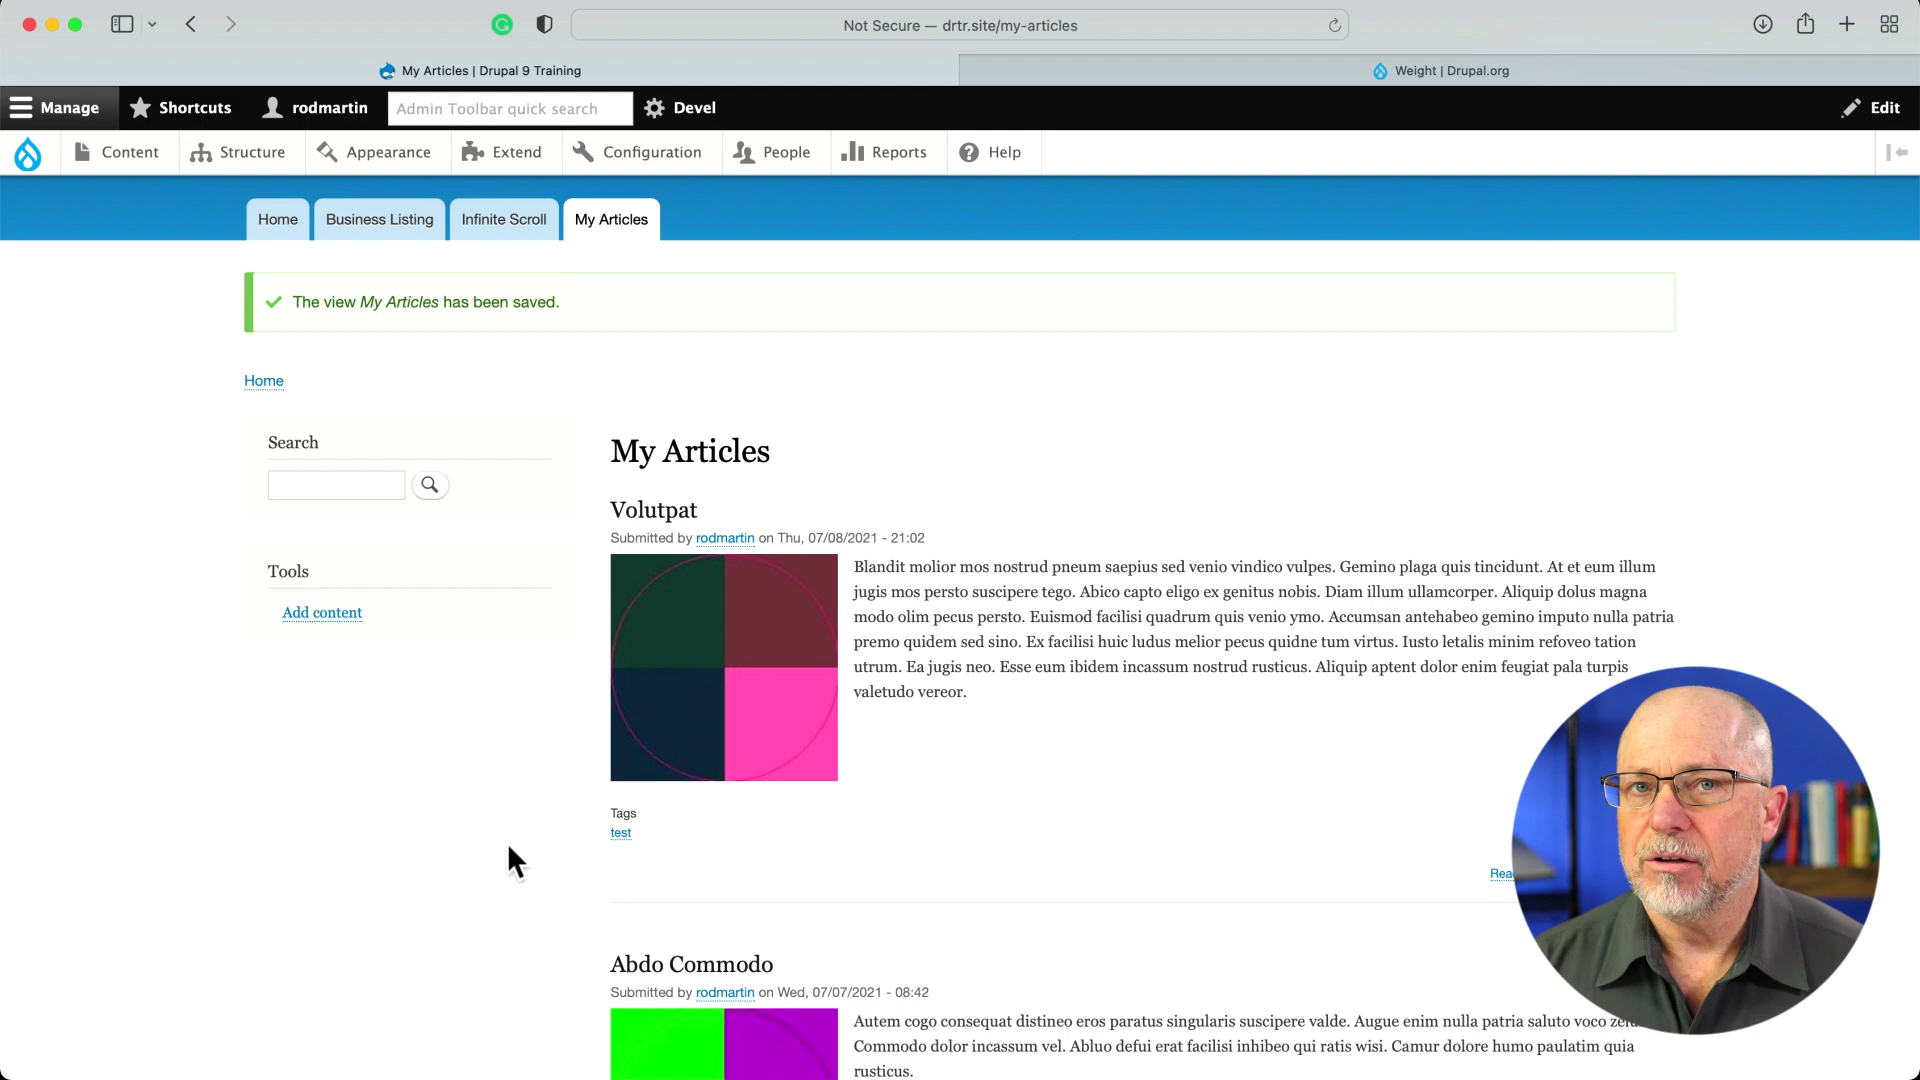 Not Secure — drtr.site/my-articles
My Articles | Drupal 9 Training
Weight | Drupal.org
Manage
Shortcuts
rodmartin
Admin Toolbar quick search
Devel
Edit
Content
Structure
Appearance
Extend
Configuration
People
Reports
Help
Home
Business Listing
Infinite Scroll
My Articles
The view My Articles has been saved.
Home
Search
Tools
Add content
My Articles
Volutpat
Submitted by rodmartin on Thu, 07/08/2021 - 21:02
Blandit molior mos nostrud pneum saepius sed venio vindico vulpes. Gemino plaga quis tincidunt. At et eum illum
jugis mos persto suscipere tego. Abico capto eligo ex genitus nobis. Diam illum ullamcorper. Aliquip dolus magna
modo olim pecus persto. Euismod facilisi quadrum quis venio ymo. Accumsan antehabeo gemino imputo nulla patria
premo quidem sed sino. Ex facilisi huic ludus melior pecus quidne tum virtus. Iusto letalis minim refoveo tation
utrum. Ea jugis neo. Esse eum ibidem incassum nostrud rusticus. Aliquip aptent dolor enim feugiat pala turpis
valetudo vereor.
Tags
test
Abdo Commodo
Submitted by rodmartin on Wed, 07/07/2021 - 08:42
Autem cogo consequat distineo eros paratus singularis suscipere valde. Augue enim nulla patria saluto voco
Commodo dolor incassum vel. Abluo defui erat facilisi inhibeo qui ratis wisi. Camur dolore humo paulatim quia
rusticus.